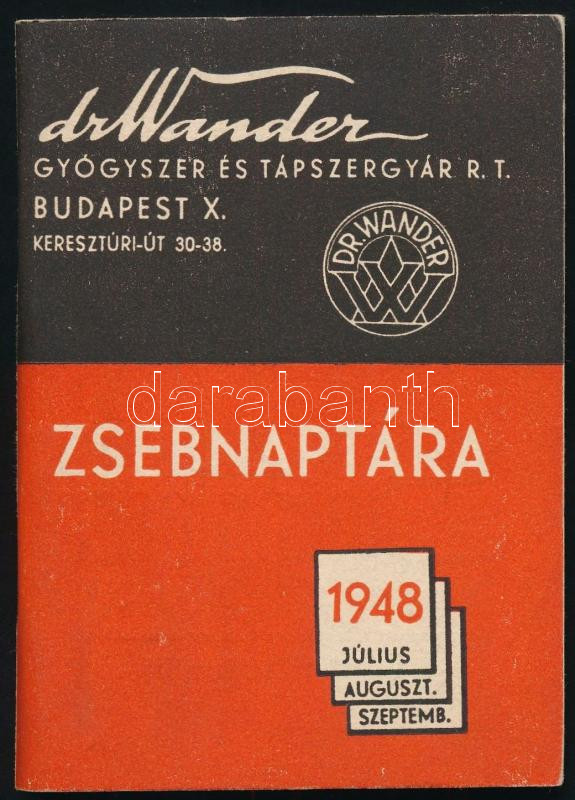 dr Wander
GYÓGYSZER ÉS TÁPSZERGYÁR R. T.
BUDAPEST X.
KERESZTÚRI-ÚT 30-38.
DR. WANDER
W
darabanth
ZSEBNAPTÁRA
1948
JÚLIUS
AUGUSZT.
SZEPTEMB.